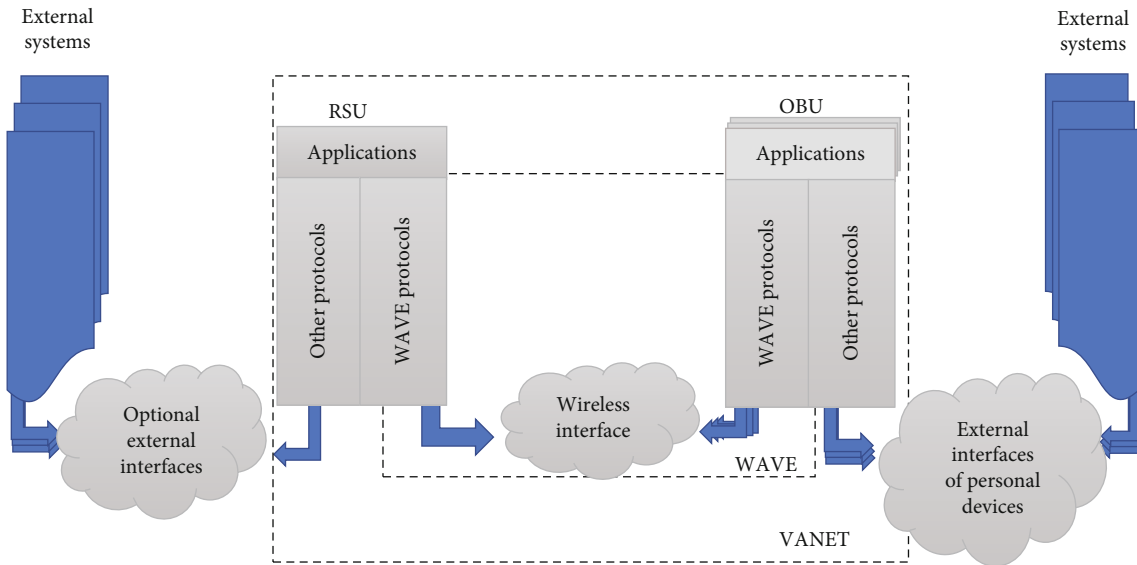 External
systems
External
systems
RSU
OBU
Applications
Applications
Other protocols
WAVE protocols
WAVE protocols
Other protocols
Optional
external
interfaces
Wireless
interface
External
interfaces
of personal
devices
WAVE
VANET